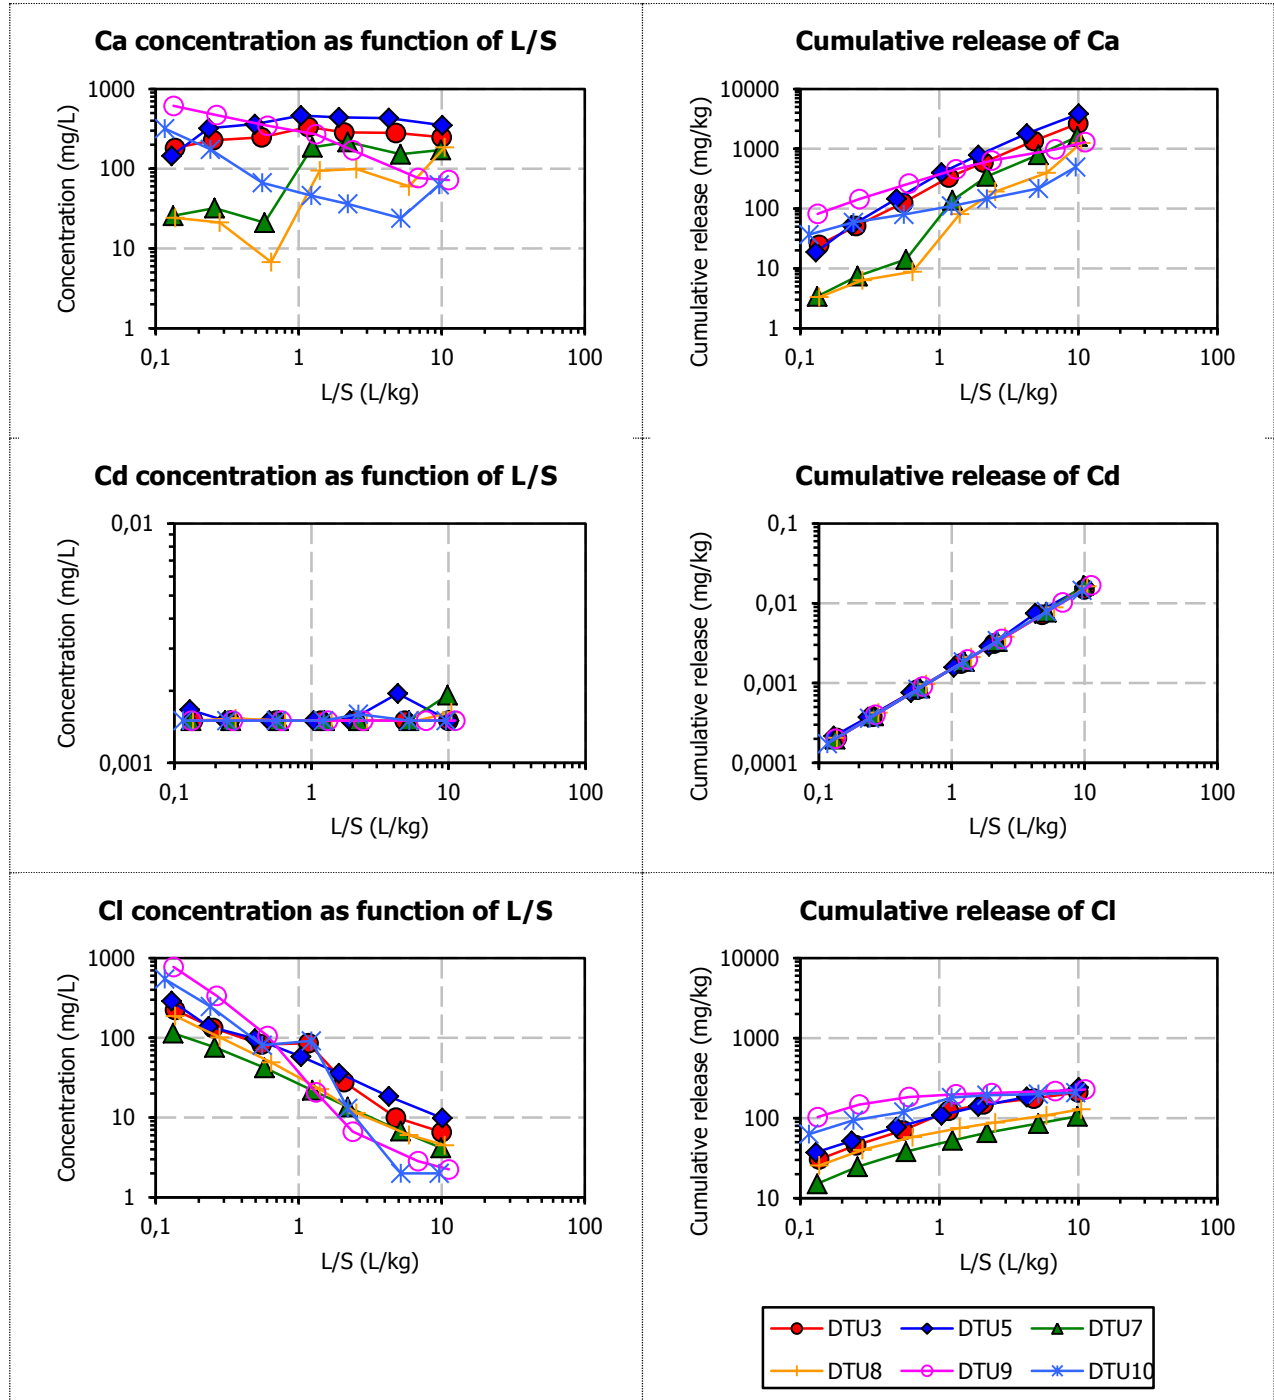 Ca concentration as function of L/S
Concentration (mg/L)
1000
100
10
1
0,1
1
10
100
L/S (L/kg)
Cumulative release of Ca
Cumulative release (mg/kg)
10000
1000
100
10
1
0,1
1
10
100
L/S (L/kg)
Cd concentration as function of L/S
Concentration (mg/L)
0,01
0,001
0,1
1
10
100
L/S (L/kg)
Cumulative release of Cd
Cumulative release (mg/kg)
0,1
0,01
0,001
0,0001
0,1
1
10
100
L/S (L/kg)
Cl concentration as function of L/S
Concentration (mg/L)
1000
100
10
1
0,1
1
10
100
L/S (L/kg)
Cumulative release of Cl
Cumulative release (mg/kg)
10000
1000
100
10
0,1
1
10
100
L/S (L/kg)
DTU3 DTU5 DTU7
DTU8 DTU9 DTU10